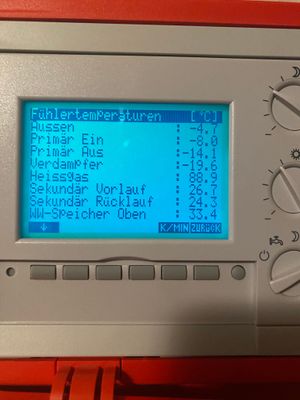 Fühlertemperaturen [°C]
Aussen : -4.7
Primär Ein : -8.0
Primär Aus : -14.1
Verdampfer : -19.6
Heissgas : 88.9
Sekundär Vorlauf : 26.7
Sekundär Rücklauf : 24.3
WW-Speicher Oben : 33.4
↓ K/MIN ZURÜCK